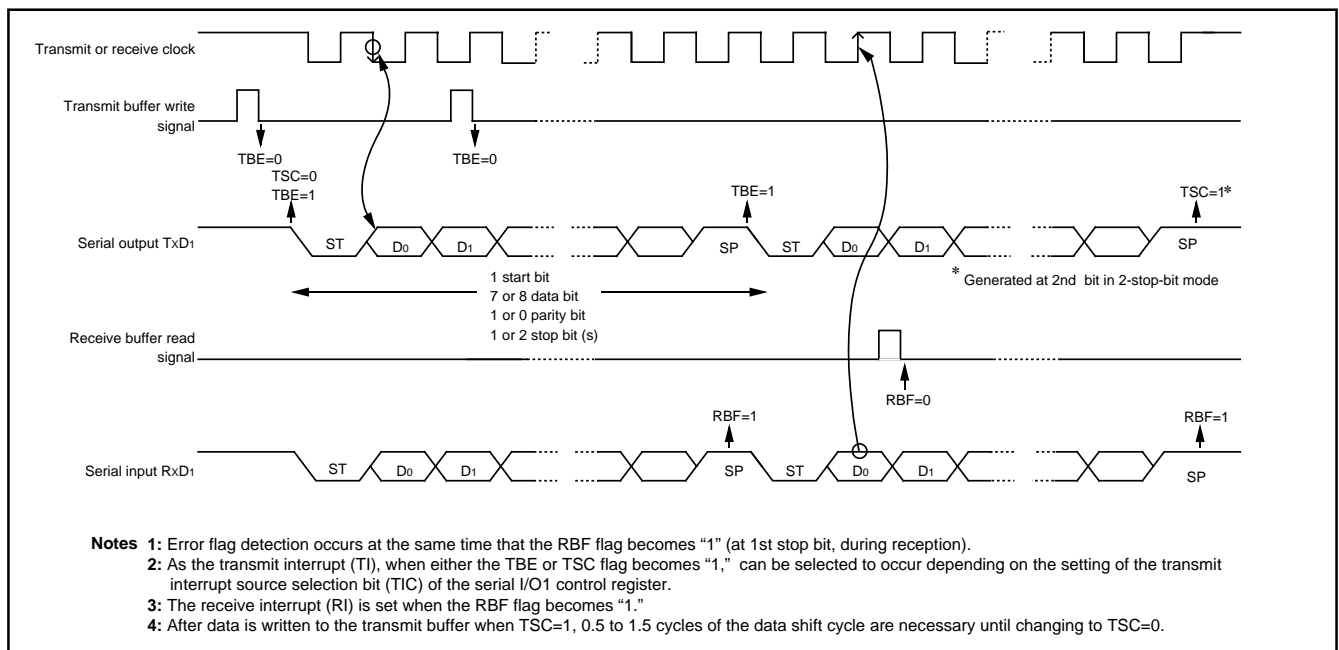 Transmit or receive clock
Transmit buffer write
signal
TBE=0
TSC=0
TBE=1
TBE=0
TBE=1
TSC=1*
Serial output TxD1
ST
D0
D1
SP
ST
D0
D1
SP
* Generated at 2nd bit in 2-stop-bit mode
1 start bit
7 or 8 data bit
1 or 0 parity bit
1 or 2 stop bit (s)
Receive buffer read
signal
RBF=0
RBF=1
RBF=1
Serial input RxD1
ST
D0
D1
SP
ST
D0
D1
SP
Notes 1: Error flag detection occurs at the same time that the RBF flag becomes “1” (at 1st stop bit, during reception).
2: As the transmit interrupt (TI), when either the TBE or TSC flag becomes “1,” can be selected to occur depending on the setting of the transmit
interrupt source selection bit (TIC) of the serial I/O1 control register.
3: The receive interrupt (RI) is set when the RBF flag becomes “1.”
4: After data is written to the transmit buffer when TSC=1, 0.5 to 1.5 cycles of the data shift cycle are necessary until changing to TSC=0.